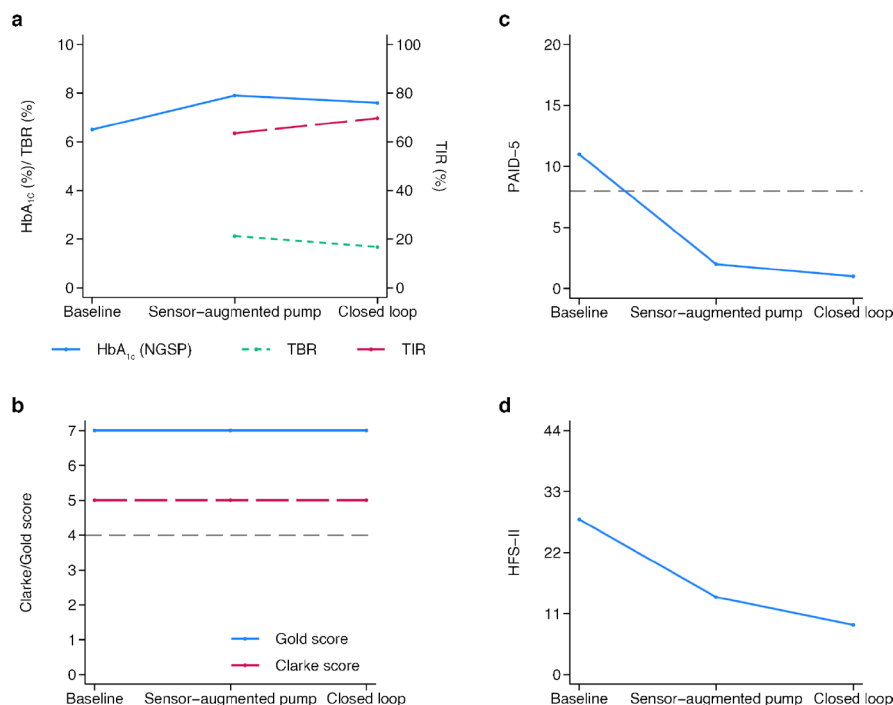 a
10
8
6
4
2
0
HbA1c (%)/ TBR (%)
100
80
60
40
20
0
TIR (%)
Baseline Sensor−augmented pump Closed loop
HbA1c (NGSP) TBR TIR
b
7
6
5
4
3
2
1
0
Clarke/Gold score
Gold score
Clarke score
Baseline Sensor−augmented pump Closed loop
c
20
15
10
5
0
PAID−5
Baseline Sensor−augmented pump Closed loop
d
44
33
22
11
0
HFS−II
Baseline Sensor−augmented pump Closed loop